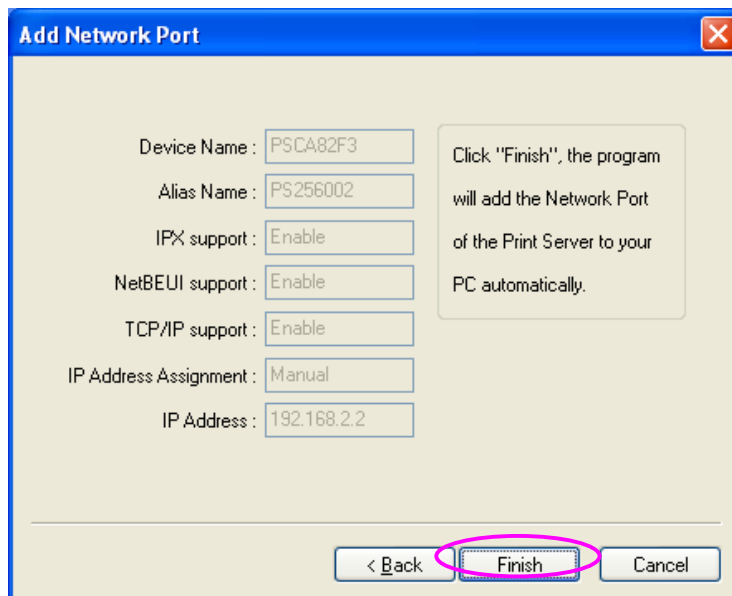 Add Network Port
Device Name : PSCA82F3
Alias Name : PS256002
IPX support : Enable
NetBEUI support : Enable
TCP/IP support : Enable
IP Address Assignment : Manual
IP Address : 192.168.2.2
Click "Finish", the program
will add the Network Port
of the Print Server to your
PC automatically.
< Back Finish Cancel